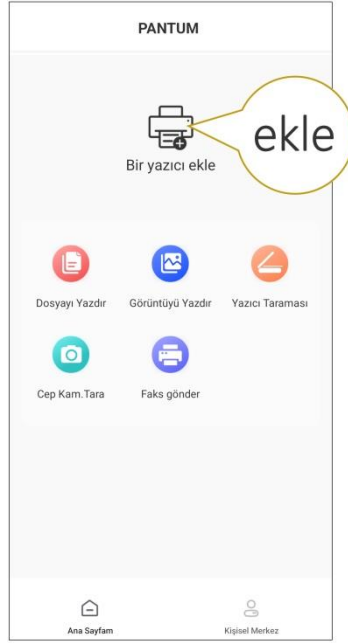 PANTUM
ekle
Bir yazıcı ekle
Dosyayı Yazdır
Görüntüyü Yazdır
Yazıcı Taraması
Cep Kam.Tara
Faks gönder
Ana Sayfam
Kişisel Merkez